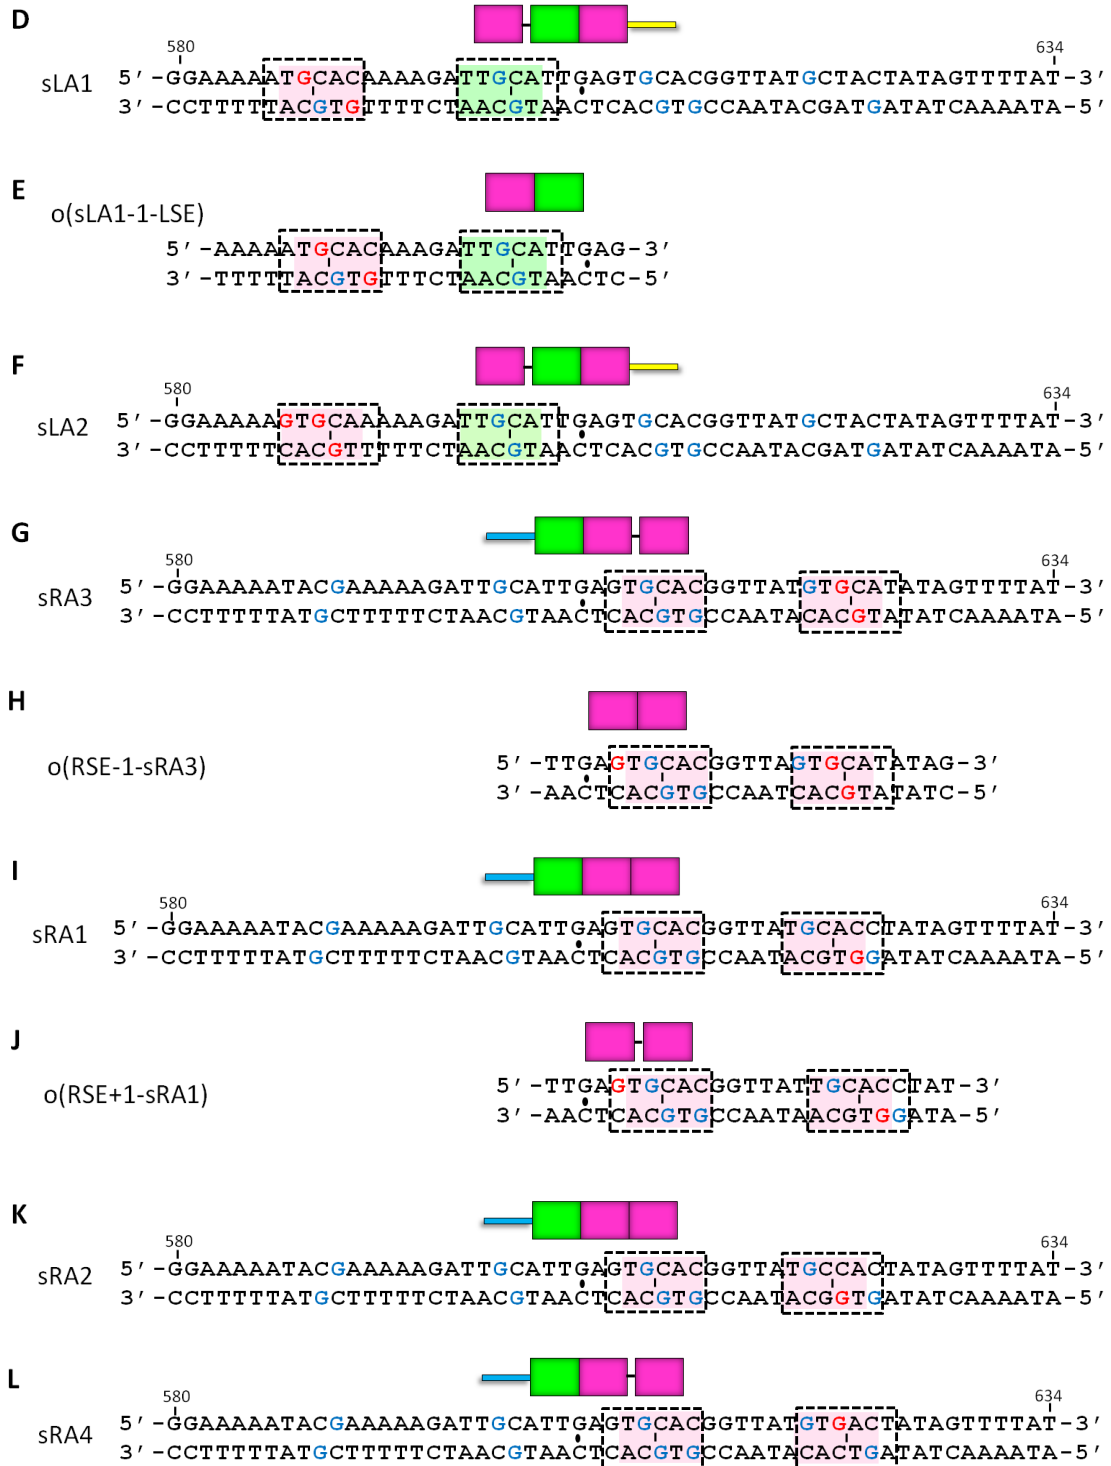 D
580 634
sLA1
5′-GGAAAAATGCACAAAAGATTGCATTGAGTGCACGGTTATGCTACTATAGTTTTAT-3′
3′-CCTTTTTACGTGTTTTCTAACGTAACTCACGTGCCAATACGATGATATCAAAATA-5′
E
o(sLA1-1-LSE)
5′-AAAAATGCACAAAGATTGCATTGAG-3′
3′-TTTTTACGTGTTTCTAACGTAACTC-5′
F
580 634
sLA2
5′-GGAAAAAGTGCAAAAAGATTGCATTGAGTGCACGGTTATGCTACTATAGTTTTAT-3′
3′-CCTTTTTCACGTTTTTCTAACGTAACTCACGTGCCAATACGATGATATCAAAATA-5′
G
580 634
sRA3
5′-GGAAAAATACGAAAAAGATTGCATTGAGTGCACGGTTATGTGCATATAGTTTTAT-3′
3′-CCTTTTTATGCTTTTTCTAACGTAACTCACGTGCCAATACACGTATATCAAAATA-5′
H
o(RSE-1-sRA3)
5′-TTGAGTGCACGGTTAGTGCATATAG-3′
3′-AACTCACGTGCCAATCACGTATATC-5′
I
580 634
sRA1
5′-GGAAAAATACGAAAAAGATTGCATTGAGTGCACGGTTATGCACCTATAGTTTTAT-3′
3′-CCTTTTTATGCTTTTTCTAACGTAACTCACGTGCCAATACGTGGATATCAAAATA-5′
J
o(RSE+1-sRA1)
5′-TTGAGTGCACGGTTATTGCACCTAT-3′
3′-AACTCACGTGCCAATAACGTGGATA-5′
K
580 634
sRA2
5′-GGAAAAATACGAAAAAGATTGCATTGAGTGCACGGTTATGCCACTATAGTTTTAT-3′
3′-CCTTTTTATGCTTTTTCTAACGTAACTCACGTGCCAATACGGTGATATCAAAATA-5′
L
580 634
sRA4
5′-GGAAAAATACGAAAAAGATTGCATTGAGTGCACGGTTATGTGACTATAGTTTTAT-3′
3′-CCTTTTTATGCTTTTTCTAACGTAACTCACGTGCCAATACACTGATATCAAAATA-5′